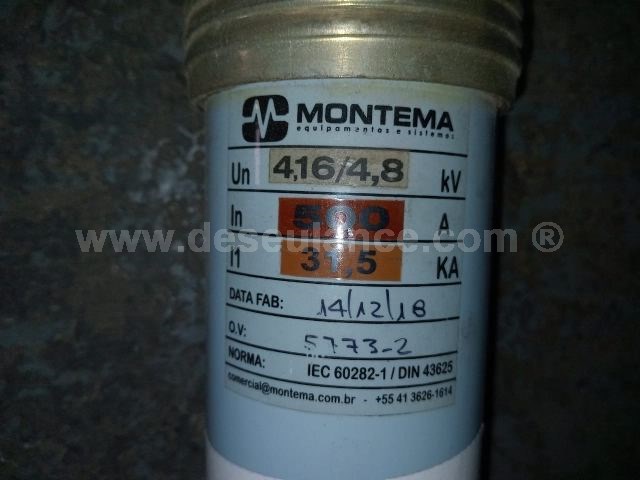 MONTEMA
equipamentos e sistemas
Un 4,16/4,8 kV
In 500 A
www.deseulance.com ®
I1 31,5 KA
DATA FAB: 14/12/18
O.V: 5773-2
NORMA: IEC 60282-1 / DIN 43625
comercial@montema.com.br - +55 41 3626-1614